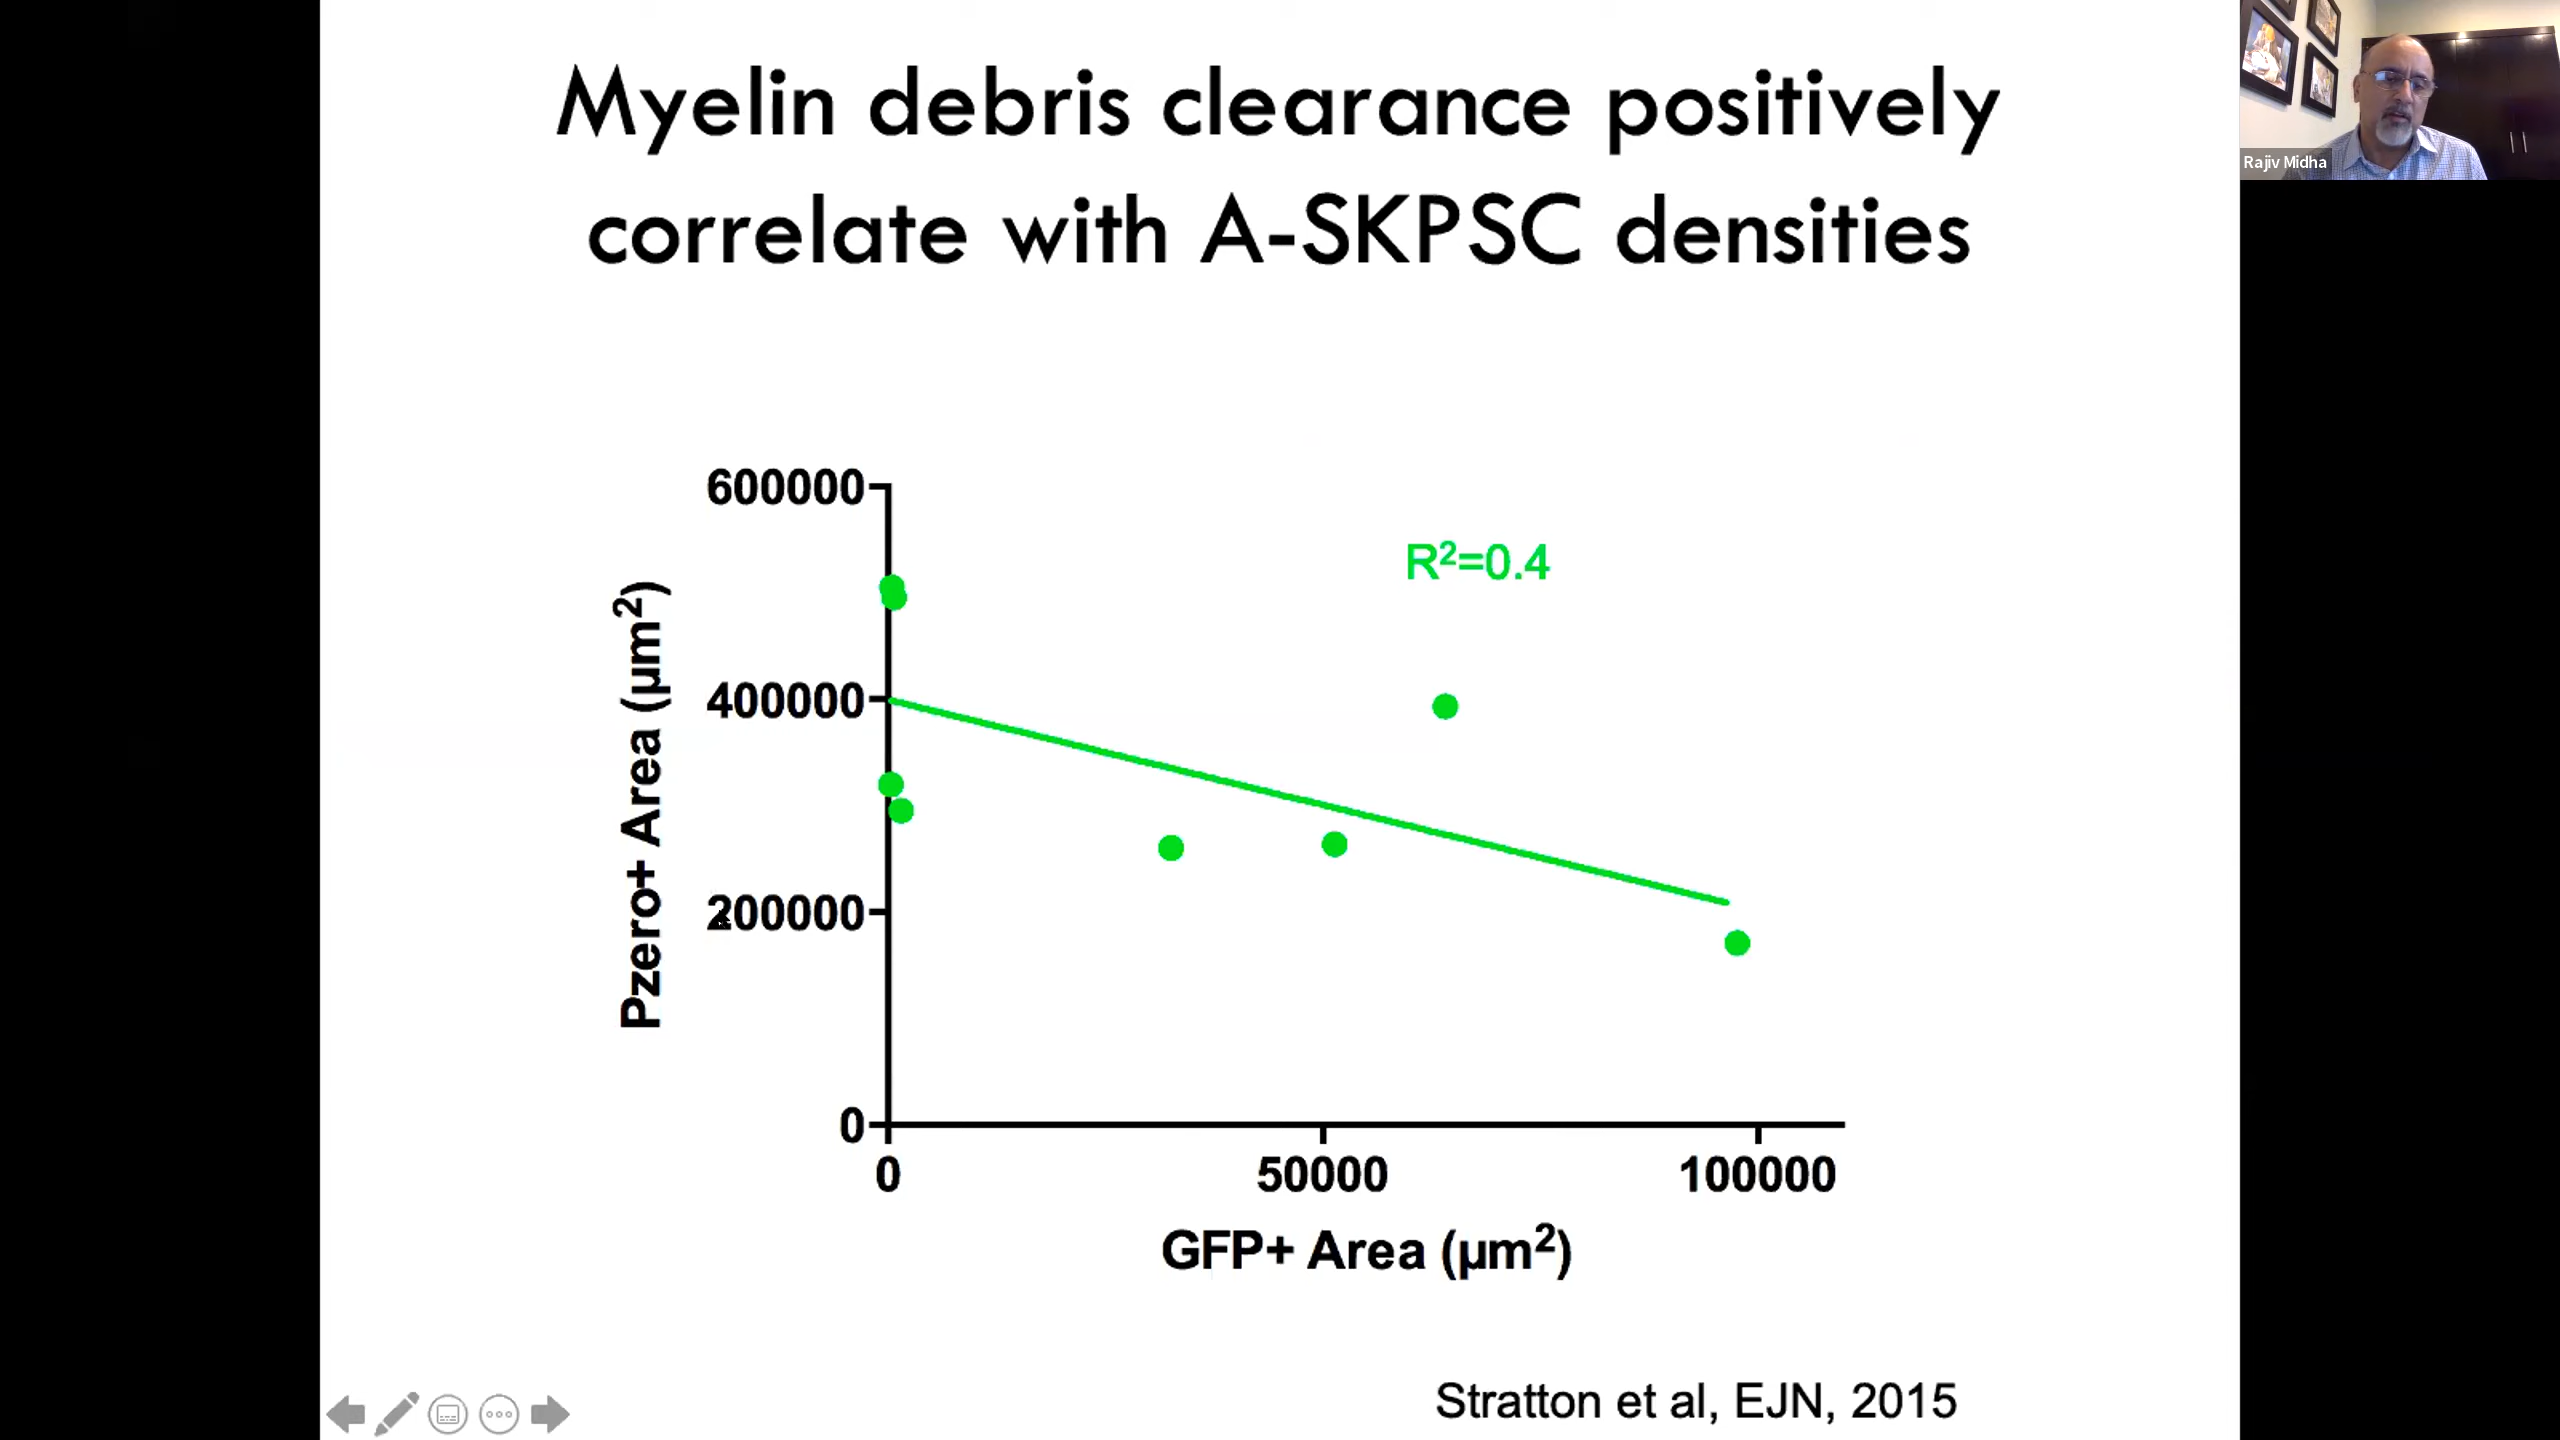 Myelin debris clearance positively
correlate with A-SKPSC densities
Rajiv Midha
600000
400000
200000
0
Pzero+ Area (µm²)
R²=0.4
0 50000 100000
GFP+ Area (µm²)
Stratton et al, EJN, 2015